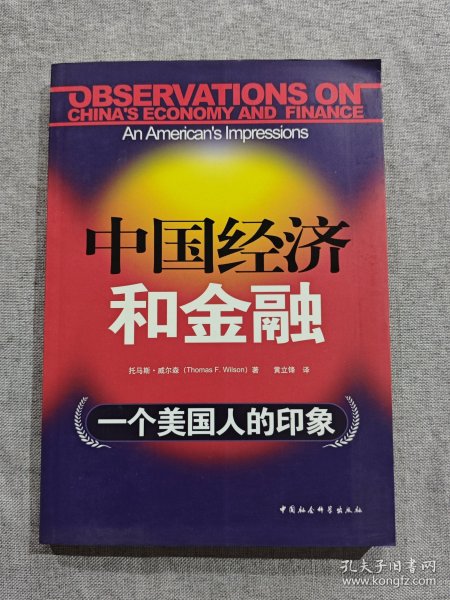 OBSERVATIONS ON
CHINA'S ECONOMY AND FINANCE
An American's Impressions
中国经济
和金融
托马斯·威尔森（Thomas F. Wilson）著 黄立锋 译
一个美国人的印象
中国社会科学出版社
孔夫子旧书网
www.kongfz.com